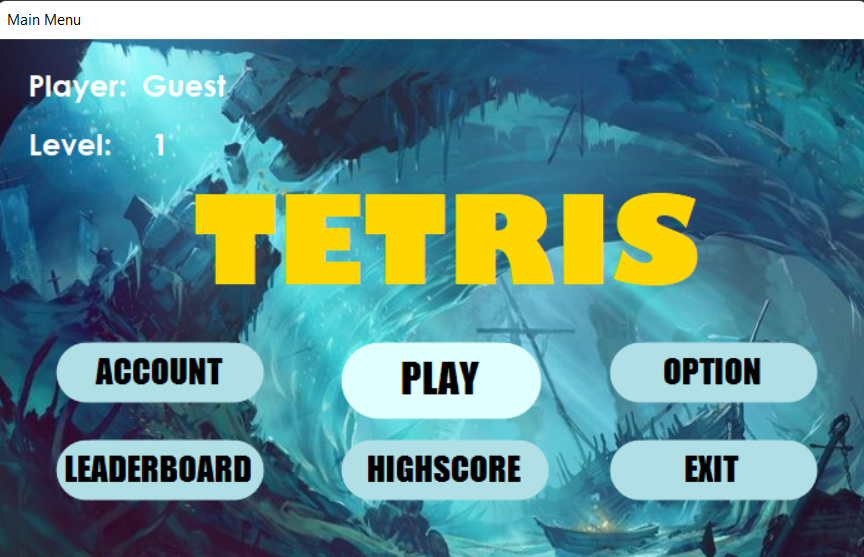 Main Menu
Player: Guest
Level: 1
TETRIS
ACCOUNT
PLAY
OPTION
LEADERBOARD
HIGHSCORE
EXIT